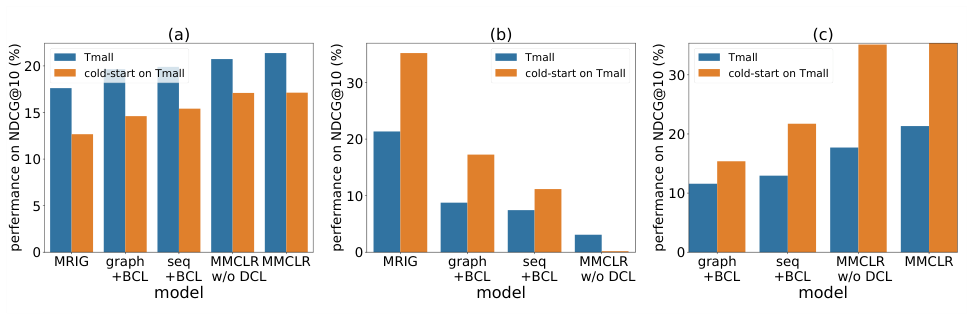 (a)
perfermance on NDCG@10 (%)
20
15
10
5
0
Tmall
cold-start on Tmall
MRIG
graph
+BCL
seq
+BCL
MMCLR
w/o DCL
MMCLR
model
(b)
perfermance on NDCG@10 (%)
30
20
10
0
Tmall
cold-start on Tmall
MRIG
graph
+BCL
seq
+BCL
MMCLR
w/o DCL
model
(c)
perfermance on NDCG@10 (%)
30
20
10
0
Tmall
cold-start on Tmall
graph
+BCL
seq
+BCL
MMCLR
w/o DCL
MMCLR
model